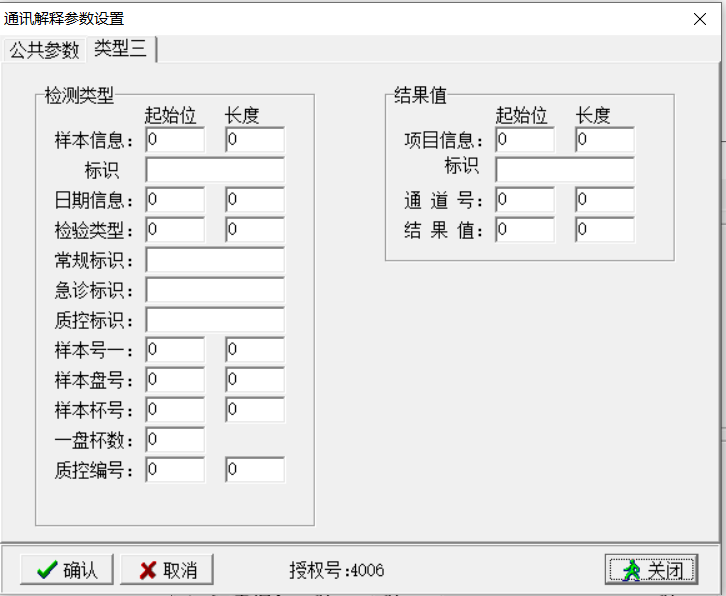 通讯解释参数设置
公共参数 类型三
检测类型
起始位 长度
样本信息： 0 0
标识
日期信息： 0 0
检验类型： 0 0
常规标识：
急诊标识：
质控标识：
样本号一： 0 0
样本盘号： 0 0
样本杯号： 0 0
一盘杯数： 0
质控编号： 0 0
结果值
起始位 长度
项目信息： 0 0
标识
通 道 号： 0 0
结 果 值： 0 0
确认 取消 授权号:4006 关闭